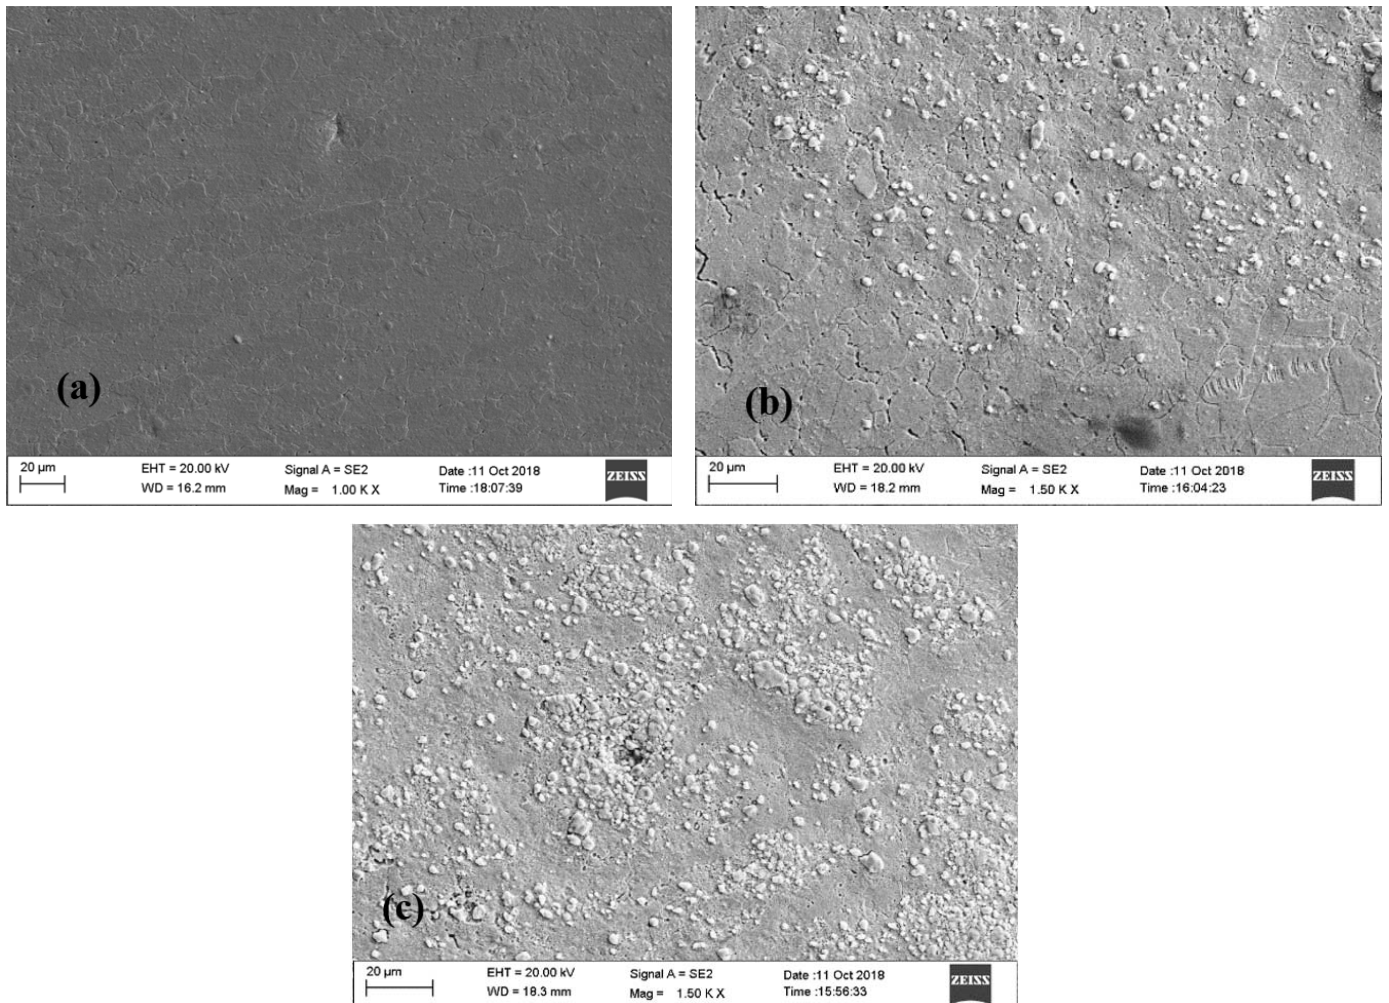 (a)
20 µm
EHT = 20.00 kV
Signal A = SE2
Date :11 Oct 2018
ZEISS
WD = 16.2 mm
Mag = 1.00 K X
Time :18:07:39
(b)
20 µm
EHT = 20.00 kV
Signal A = SE2
Date :11 Oct 2018
ZEISS
WD = 18.2 mm
Mag = 1.50 K X
Time :16:04:23
(c)
20 µm
EHT = 20.00 kV
Signal A = SE2
Date :11 Oct 2018
ZEISS
WD = 18.3 mm
Mag = 1.50 K X
Time :15:56:33